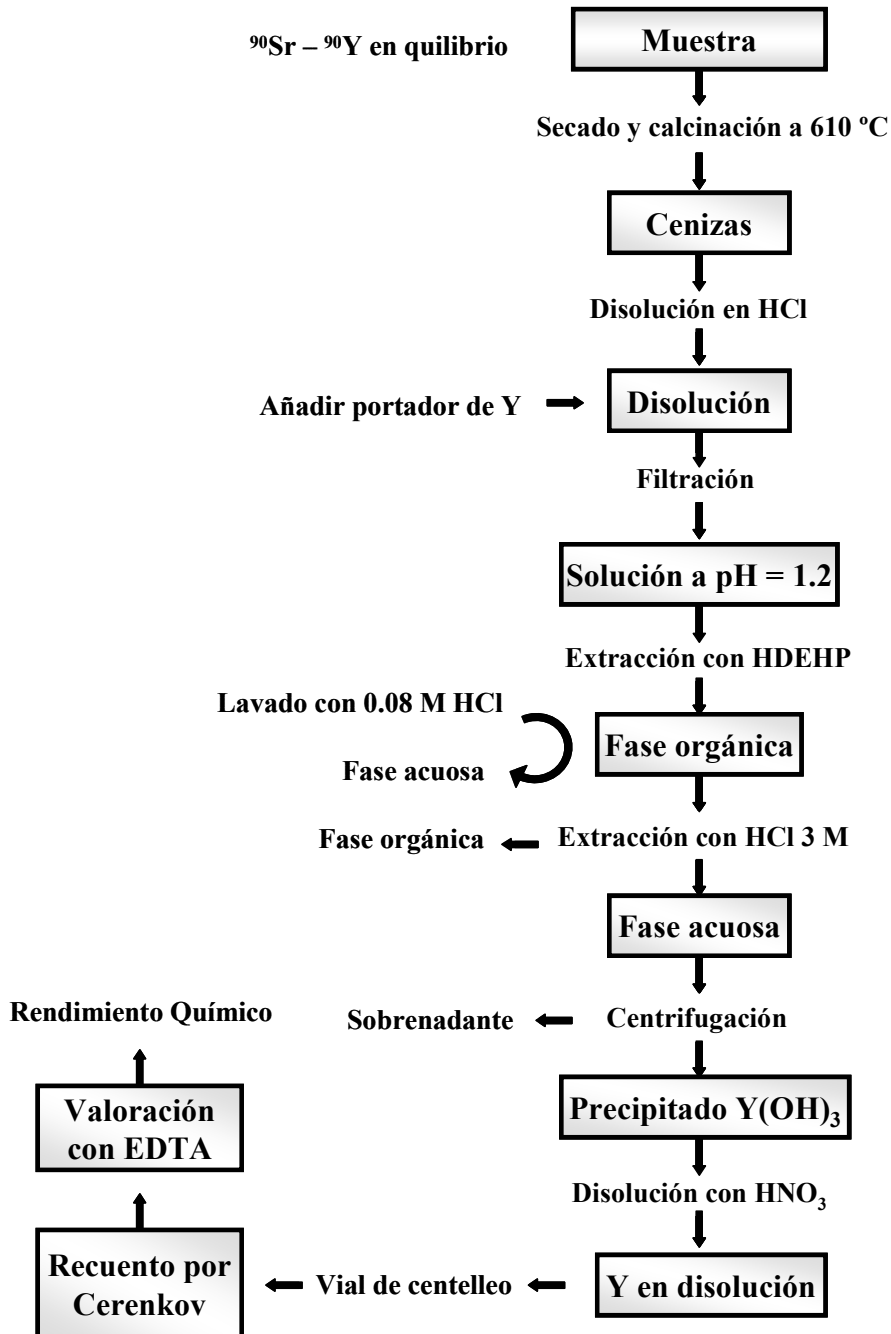 ⁹⁰Sr – ⁹⁰Y en quilibrio
Muestra
Secado y calcinación a 610 ºC
Cenizas
Disolución en HCl
Añadir portador de Y
Disolución
Filtración
Solución a pH = 1.2
Extracción con HDEHP
Lavado con 0.08 M HCl
Fase orgánica
Fase acuosa
Fase orgánica
Extracción con HCl 3 M
Fase acuosa
Rendimiento Químico
Sobrenadante
Centrifugación
Valoración
con EDTA
Precipitado Y(OH)₃
Disolución con HNO₃
Recuento por
Cerenkov
Vial de centelleo
Y en disolución